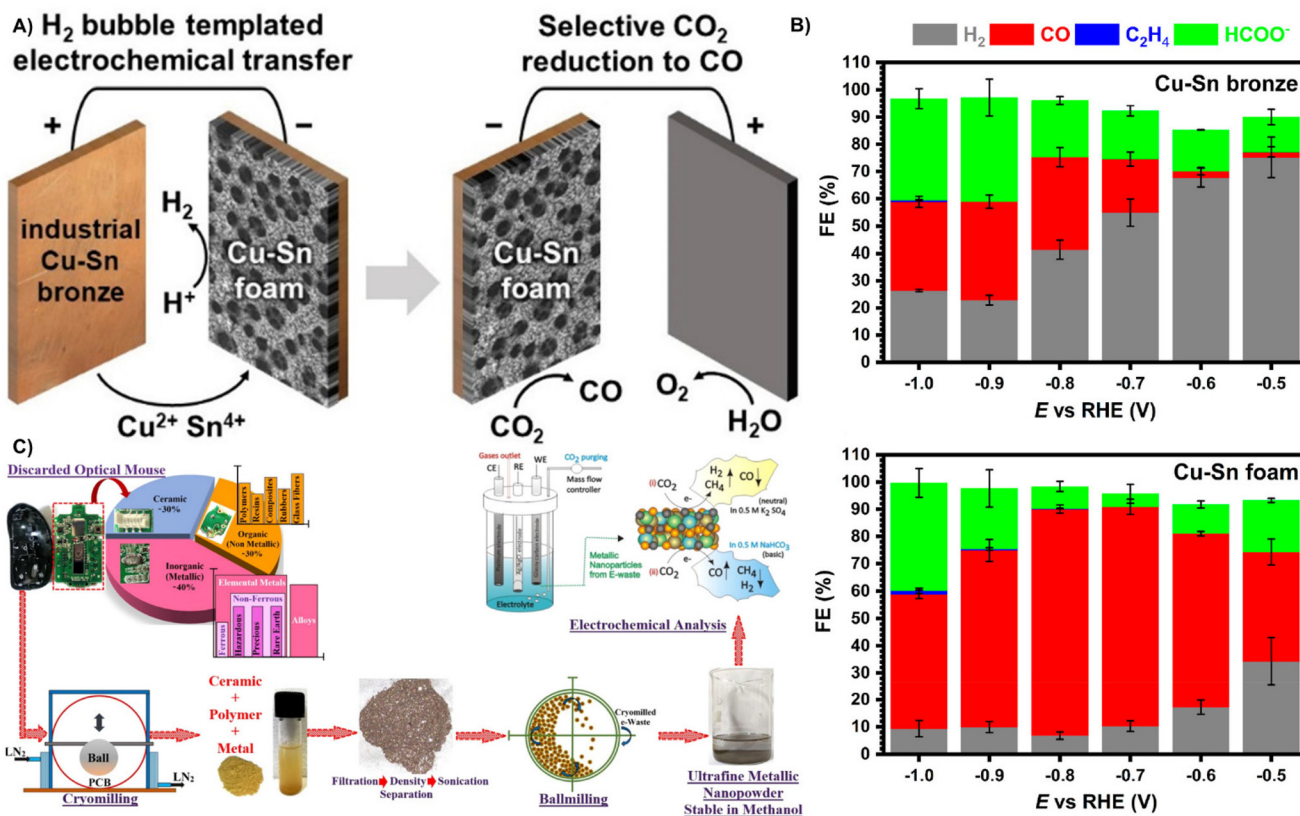 A)
H₂ bubble templated
electrochemical transfer
Selective CO₂
reduction to CO
+
−
−
+
industrial
Cu-Sn
bronze
H₂
H⁺
Cu-Sn
foam
Cu²⁺ Sn⁴⁺
Cu-Sn
foam
CO
CO₂
O₂
H₂O
B)
H₂ CO C₂H₄ HCOO⁻
Cu-Sn bronze
FE (%)
110
100
90
80
70
60
50
40
30
20
10
0
-1.0 -0.9 -0.8 -0.7 -0.6 -0.5
E vs RHE (V)
Cu-Sn foam
FE (%)
110
100
90
80
70
60
50
40
30
20
10
0
-1.0 -0.9 -0.8 -0.7 -0.6 -0.5
E vs RHE (V)
C)
Discarded Optical Mouse
Ceramic
~30%
Organic
(Non Metallic)
~30%
Inorganic
(Metallic)
~40%
Polymers
Resins
Composites
Rubbers
Glass Fibers
Elemental Metals
Non-Ferrous
Ferrous
Hazardous
Precious
Rare Earth
Alloys
Gases outlet
CO₂ purging
CE RE WE
Mass flow
controller
Electrolyte
Metallic
Nanoparticles
from E-waste
(i) CO₂ e-
H₂ CO
CH₄
(neutral)
In 0.5 M K₂ SO₄
In 0.5 M NaHCO₃
(basic)
(ii) CO₂ e-
CO CH₄
H₂
Electrochemical Analysis
LN₂
Ball
PCB
LN₂
Cryomilling
Ceramic
+
Polymer
+
Metal
Filtration Density Sonication
Separation
Cryomilled
e-Waste
Ballmilling
Ultrafine Metallic
Nanopowder
Stable in Methanol